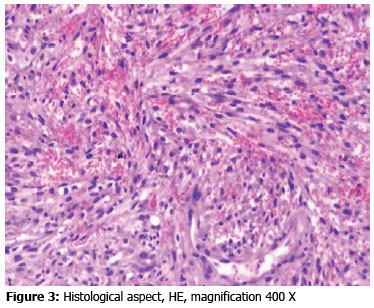 Figure 3: Histological aspect, HE, magnification 400 X